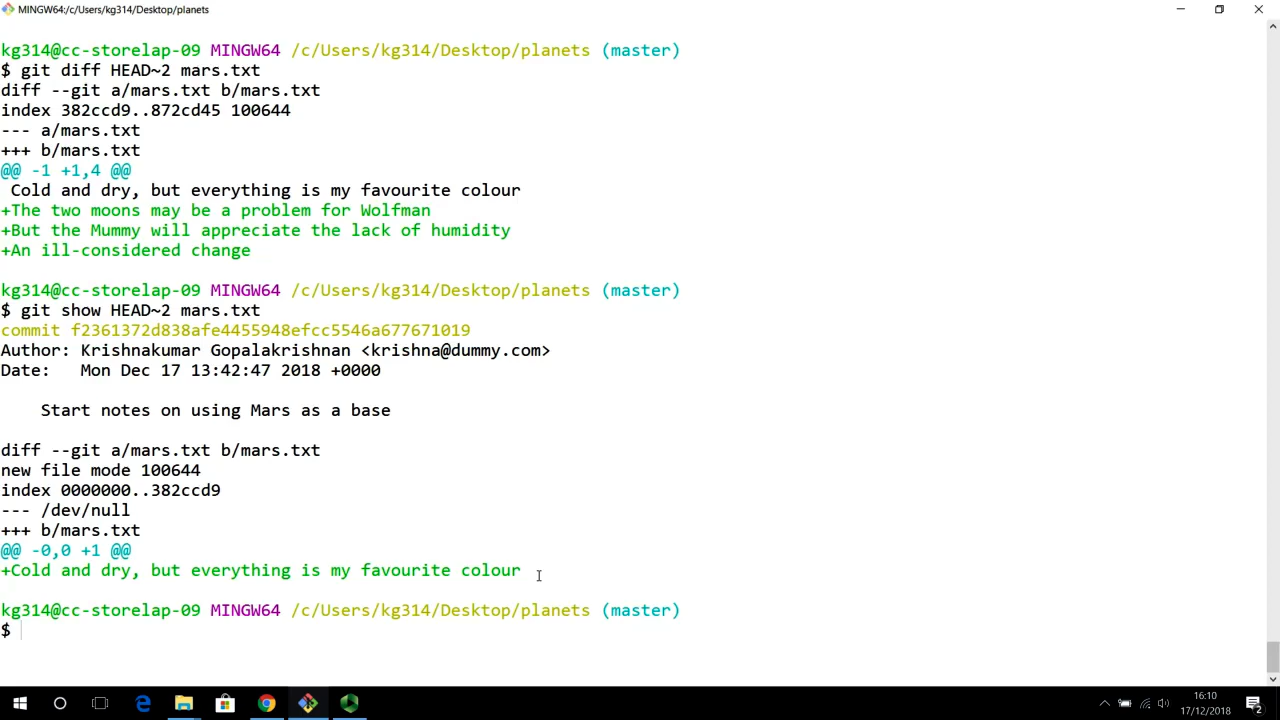 MINGW64:/c/Users/kg314/Desktop/planets
kg314@cc-storelap-09 MINGW64 /c/Users/kg314/Desktop/planets (master)
$ git diff HEAD~2 mars.txt
diff --git a/mars.txt b/mars.txt
index 382ccd9..872cd45 100644
--- a/mars.txt
+++ b/mars.txt
@@ -1 +1,4 @@
 Cold and dry, but everything is my favourite colour
+The two moons may be a problem for Wolfman
+But the Mummy will appreciate the lack of humidity
+An ill-considered change
kg314@cc-storelap-09 MINGW64 /c/Users/kg314/Desktop/planets (master)
$ git show HEAD~2 mars.txt
commit f2361372d838afe4455948efcc5546a677671019
Author: Krishnakumar Gopalakrishnan <krishna@dummy.com>
Date:   Mon Dec 17 13:42:47 2018 +0000
    Start notes on using Mars as a base
diff --git a/mars.txt b/mars.txt
new file mode 100644
index 0000000..382ccd9
--- /dev/null
+++ b/mars.txt
@@ -0,0 +1 @@
+Cold and dry, but everything is my favourite colour
kg314@cc-storelap-09 MINGW64 /c/Users/kg314/Desktop/planets (master)
$
16:10
17/12/2018
2